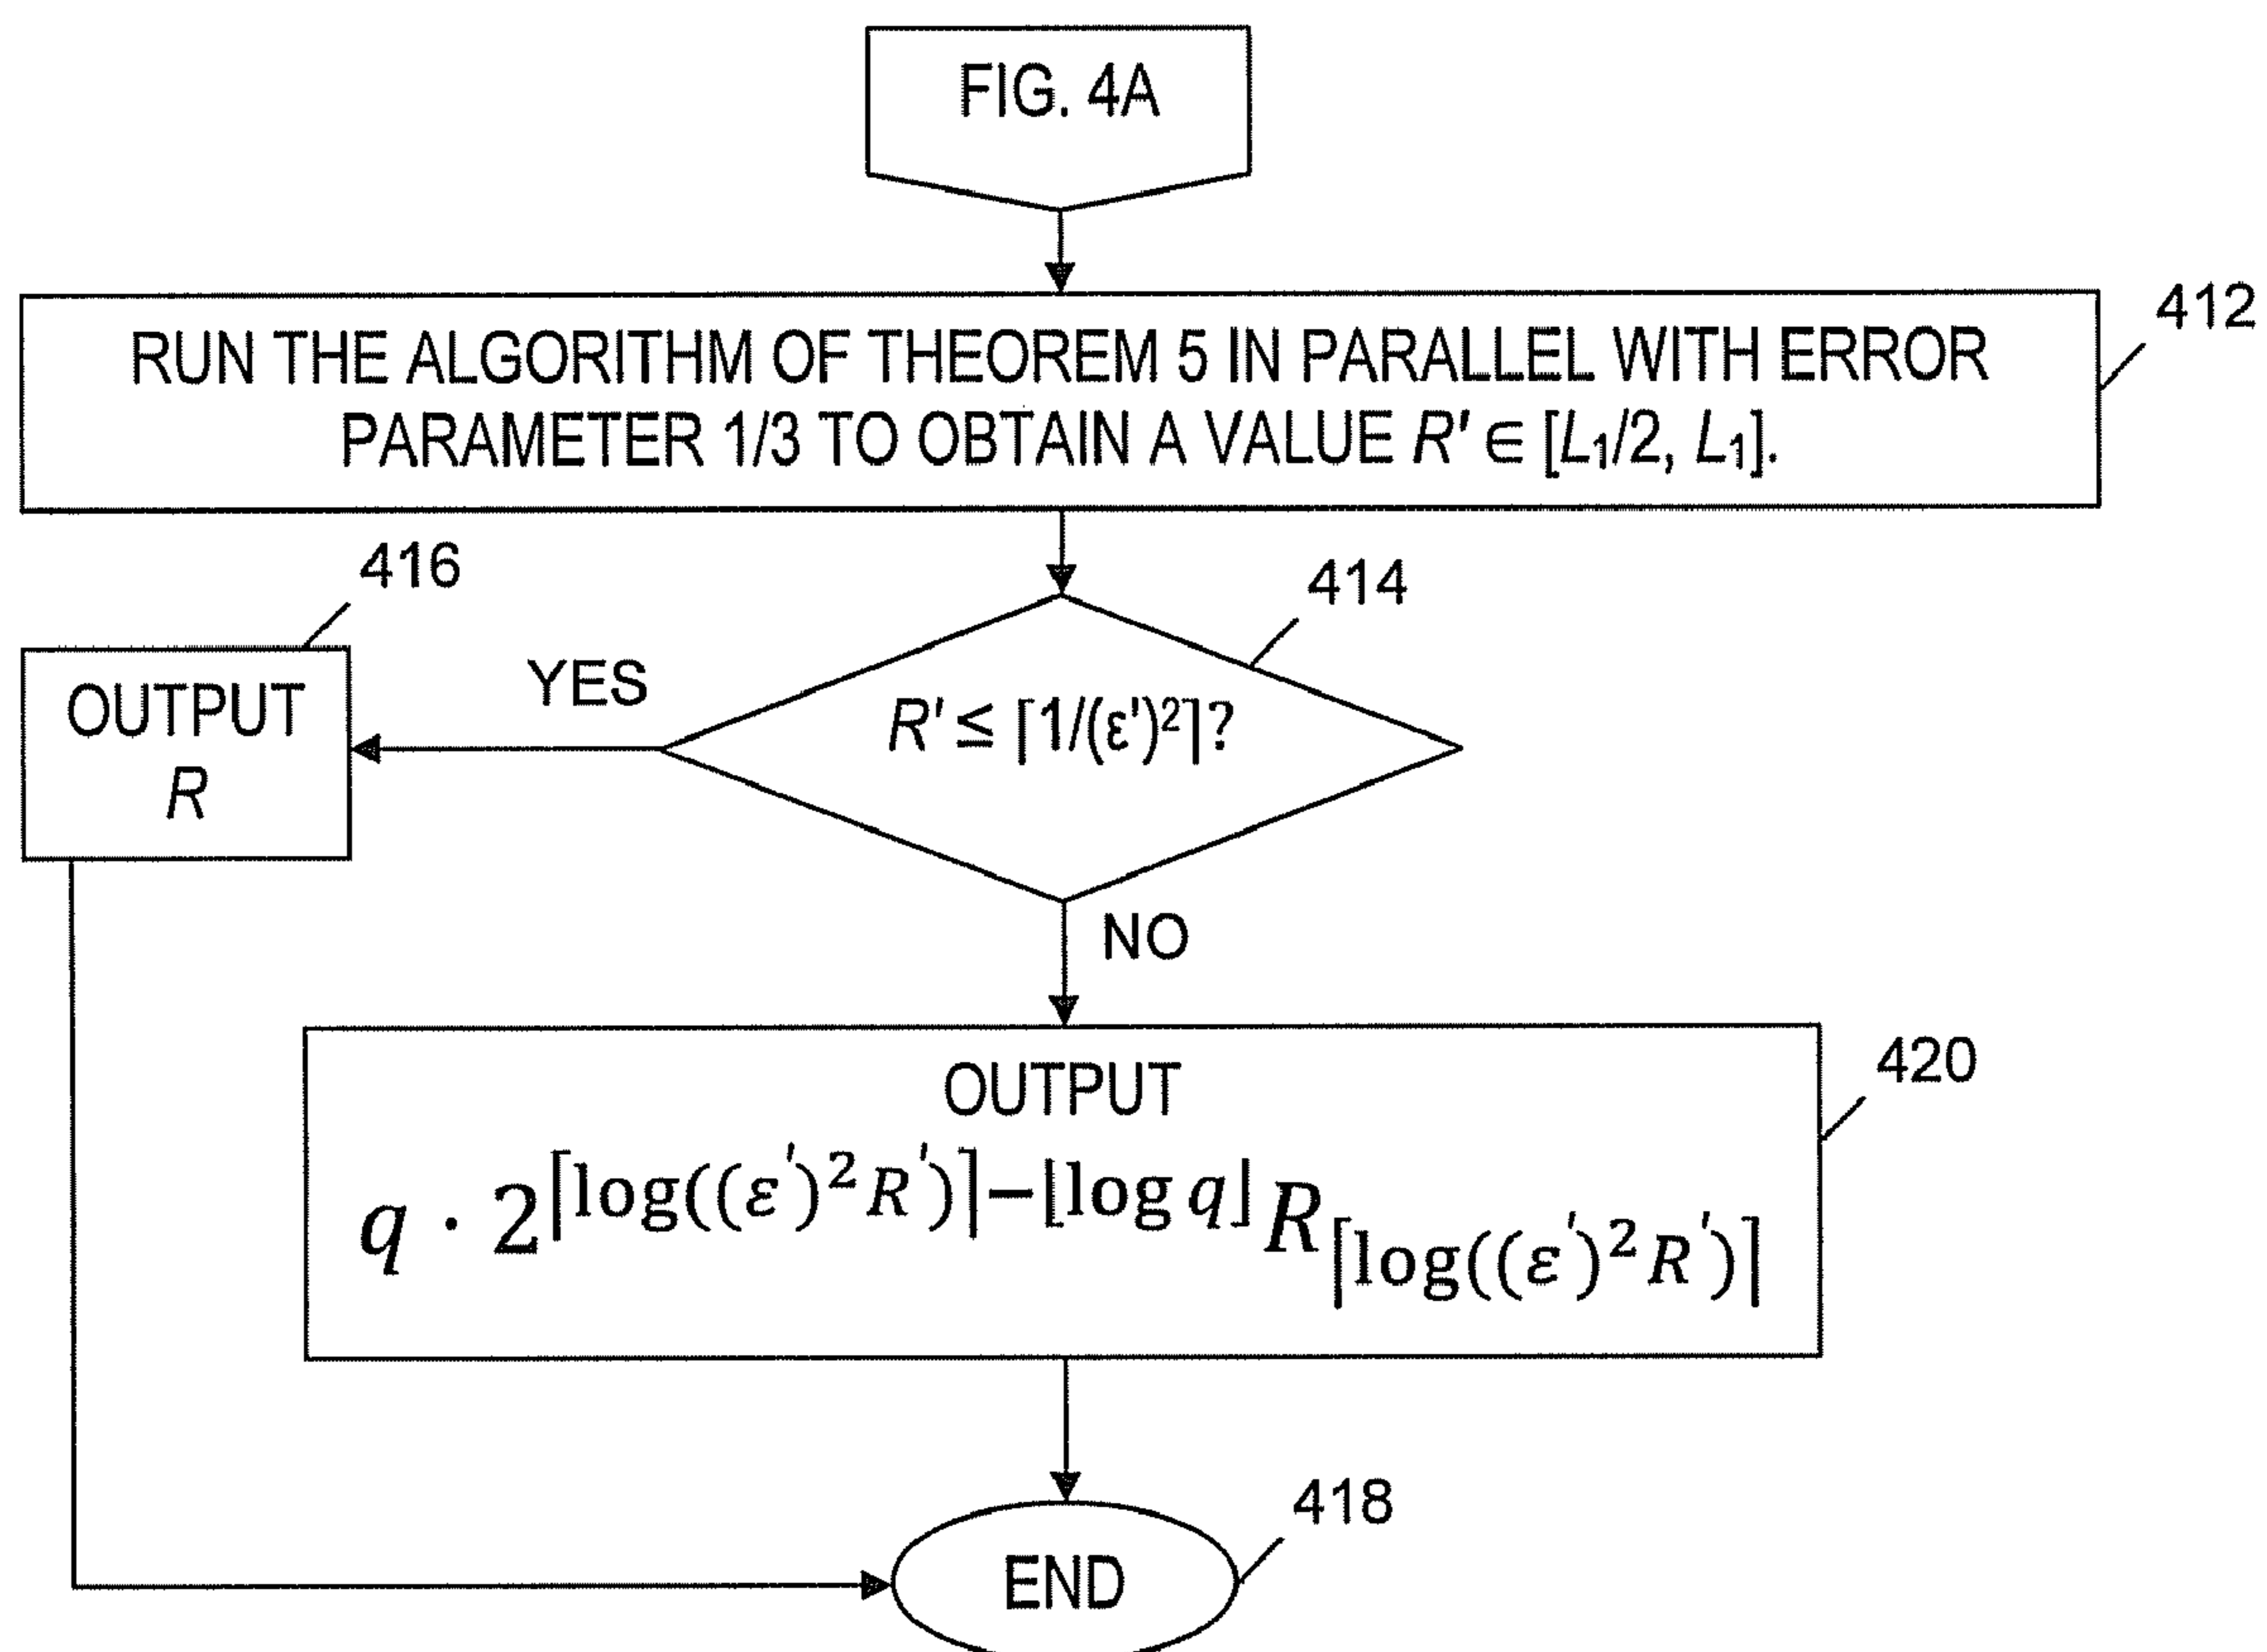 FIG. 4A
RUN THE ALGORITHM OF THEOREM 5 IN PARALLEL WITH ERROR
PARAMETER 1/3 TO OBTAIN A VALUE R' ∈ [L₁/2, L₁].
412
416
414
OUTPUT
R
YES
R' ≤ ⌈1/(ε')²⌉?
NO
420
OUTPUT
q · 2^{⌈log((ε')²R')⌉−⌊log q⌋} R_{⌈log((ε')²R')⌉}
418
END